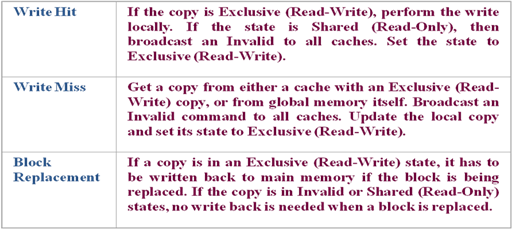 Write Hit
If the copy is Exclusive (Read-Write), perform the write
locally. If the state is Shared (Read-Only), then
broadcast an Invalid to all caches. Set the state to
Exclusive (Read-Write).
Write Miss
Get a copy from either a cache with an Exclusive (Read-
Write) copy, or from global memory itself. Broadcast an
Invalid command to all caches. Update the local copy
and set its state to Exclusive (Read-Write).
Block
Replacement
If a copy is in an Exclusive (Read-Write) state, it has to
be written back to main memory if the block is being
replaced. If the copy is in Invalid or Shared (Read-Only)
states, no write back is needed when a block is replaced.